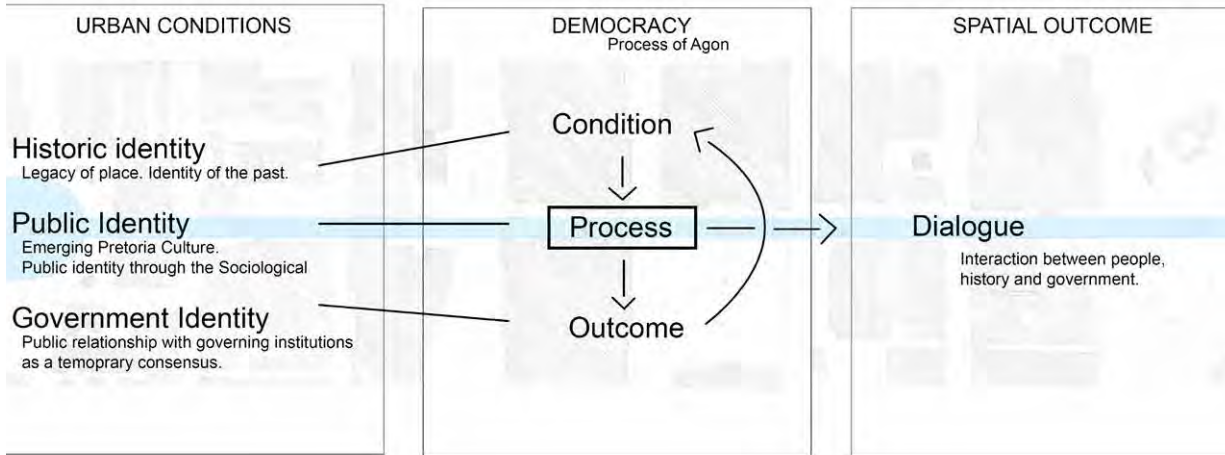 URBAN CONDITIONS
Historic identity
Legacy of place. Identity of the past.
Public Identity
Emerging Pretoria Culture.
Public identity through the Sociological
Government Identity
Public relationship with governing institutions
as a temoprary consensus.
DEMOCRACY
Process of Agon
Condition
Process
Outcome
SPATIAL OUTCOME
Dialogue
Interaction between people,
history and government.